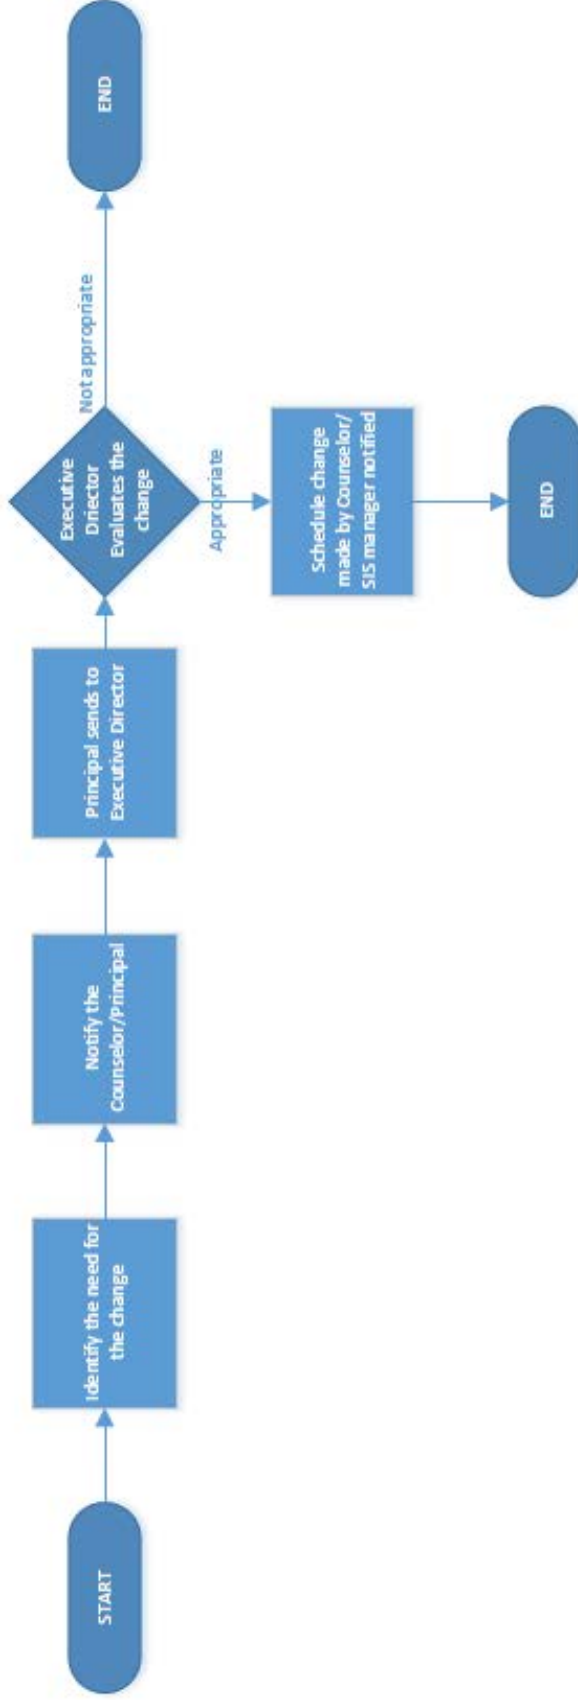 START
Identify the need for
the change
Notify the
Counselor/Principal
Principal sends to
Executive Director
Executive
Driector
Evaluates the
change
Not appropriate
END
Appropriate
Schedule change
made by Counselor/
SIS manager notified
END